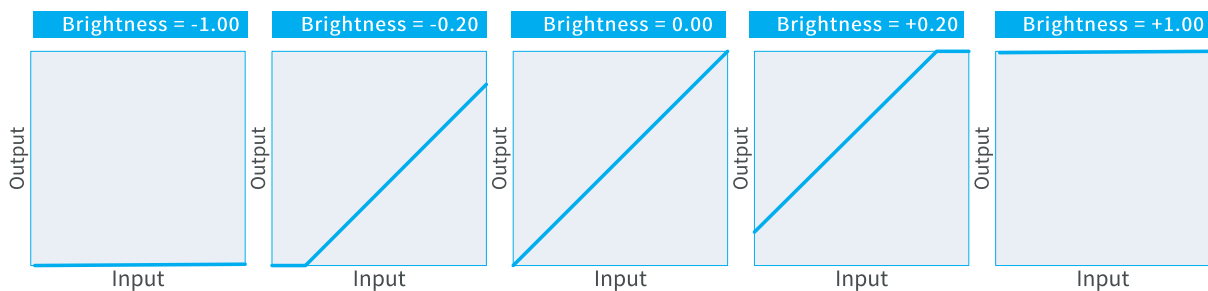 Brightness = -1.00
Brightness = -0.20
Brightness = 0.00
Brightness = +0.20
Brightness = +1.00
Output
Output
Output
Output
Output
Input
Input
Input
Input
Input